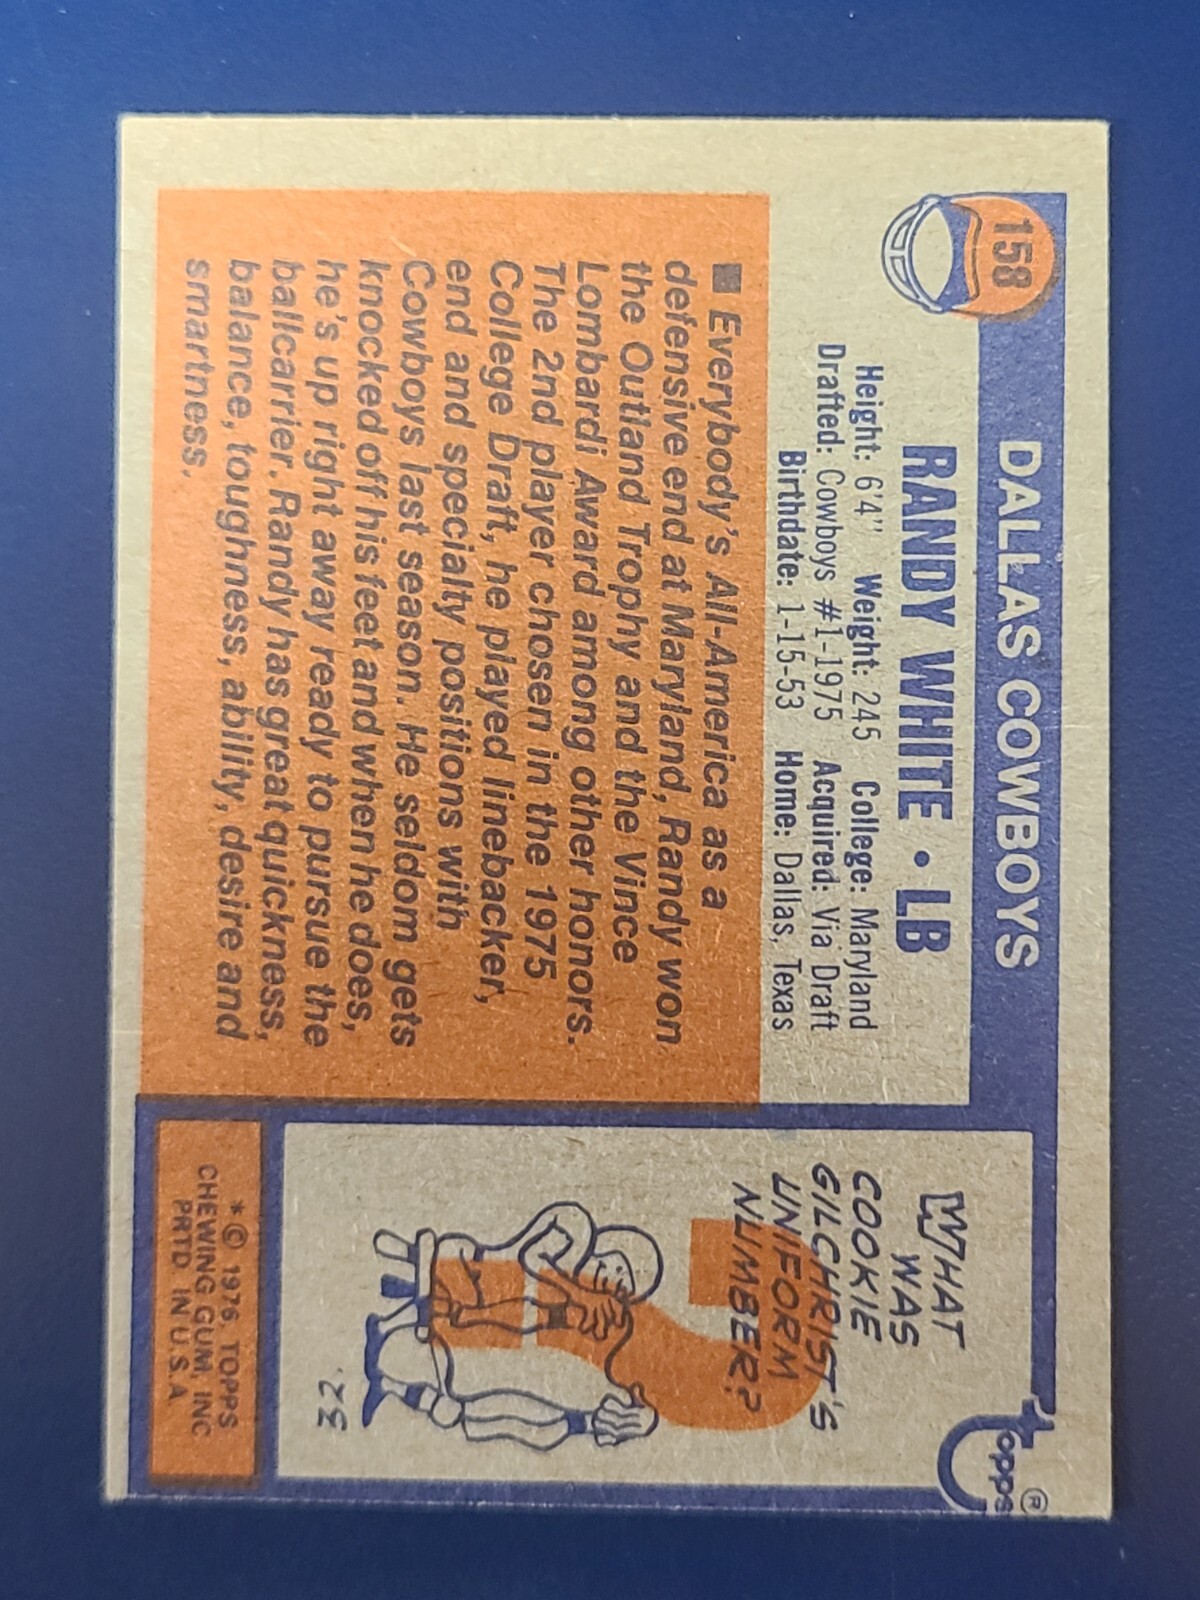 158
DALLAS COWBOYS
RANDY WHITE • LB
Height: 6'4" Weight: 245 College: Maryland
Drafted: Cowboys #1-1975 Acquired: Via Draft
Birthdate: 1-15-53 Home: Dallas, Texas
■ Everybody's All-America as a
defensive end at Maryland, Randy won
the Outland Trophy and the Vince
Lombardi Award among other honors.
The 2nd player chosen in the 1975
College Draft, he played linebacker,
end and specialty positions with
Cowboys last season. He seldom gets
knocked off his feet and when he does,
he's up right away ready to pursue the
ballcarrier. Randy has great quickness,
balance, toughness, ability, desire and
smartness.
Topps®
WHAT
WAS
COOKIE
GILCHRIST'S
UNIFORM
NUMBER?
32.
* © 1976, TOPPS
CHEWING GUM, INC
PRTD IN U.S.A